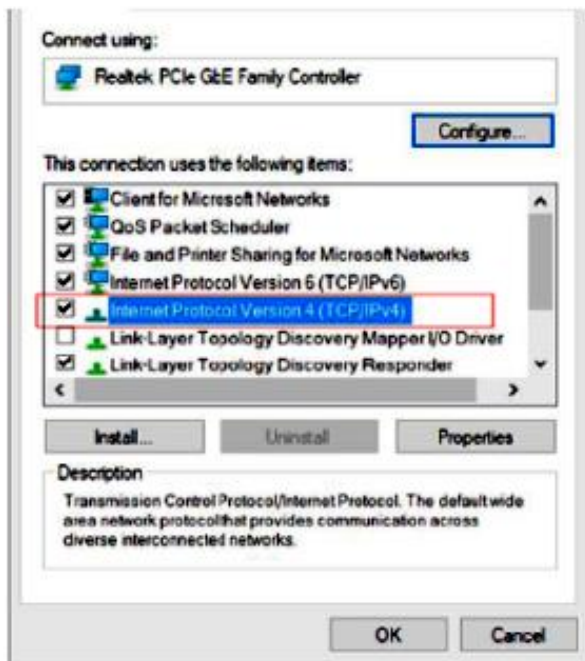 Connect using:
Realtek PCIe GbE Family Controller
Configure...
This connection uses the following items:
Client for Microsoft Networks
QoS Packet Scheduler
File and Printer Sharing for Microsoft Networks
Internet Protocol Version 6 (TCP/IPv6)
Internet Protocol Version 4 (TCP/IPv4)
Link-Layer Topology Discovery Mapper I/O Driver
Link-Layer Topology Discovery Responder
Install...
Uninstall
Properties
Description
Transmission Control Protocol/Internet Protocol. The default wide
area network protocol that provides communication across
diverse interconnected networks.
OK
Cancel